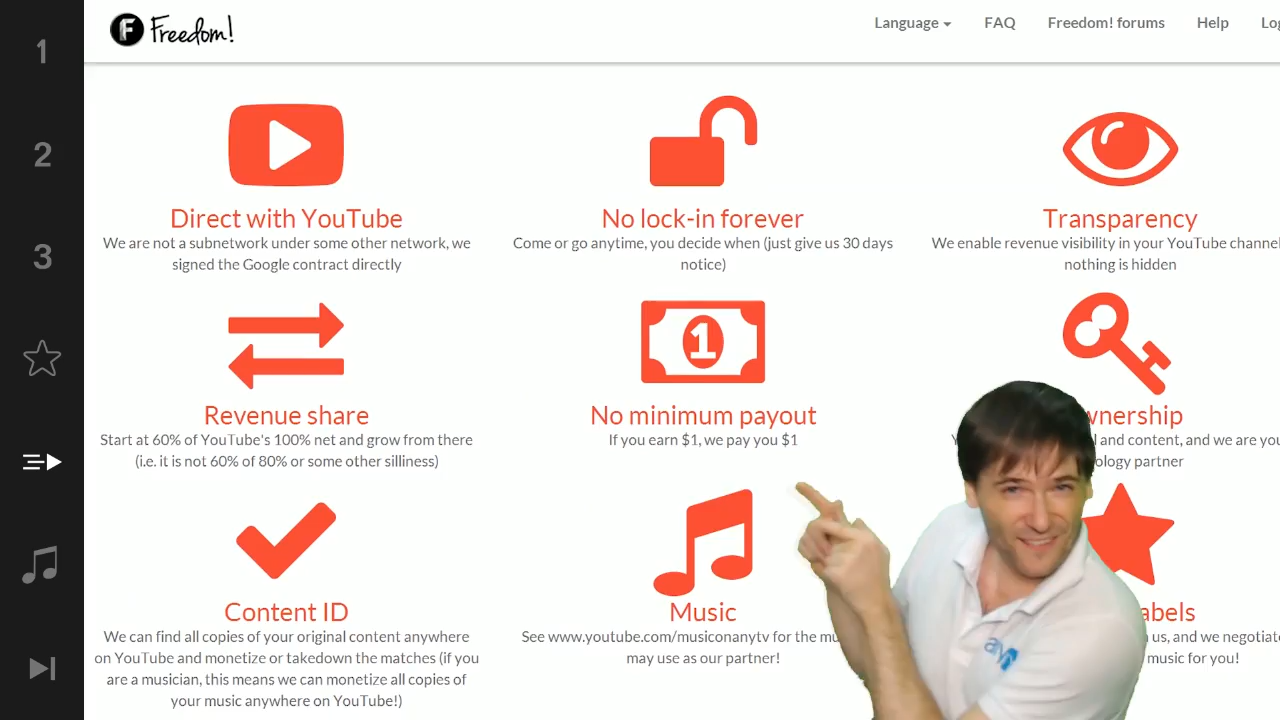 1
2
3
F Freedom!
Language
FAQ
Freedom! forums
Help
Direct with YouTube
We are not a subnetwork under some other network, we
signed the Google contract directly
No lock-in forever
Come or go anytime, you decide when (just give us 30 days
notice)
Transparency
We enable revenue visibility in your YouTube channel
nothing is hidden
Revenue share
Start at 60% of YouTube's 100% net and grow from there
(i.e. it is not 60% of 80% or some other silliness)
1
No minimum payout
If you earn $1, we pay you $1
and content, and we are
partner
Content ID
We can find all copies of your original content anywhere
on YouTube and monetize or takedown the matches (if you
are a musician, this means we can monetize all copies of
your music anywhere on YouTube!)
Music
See www.youtube.com/musiconanytv for the
may use as our partner!
us, and we
music for you!